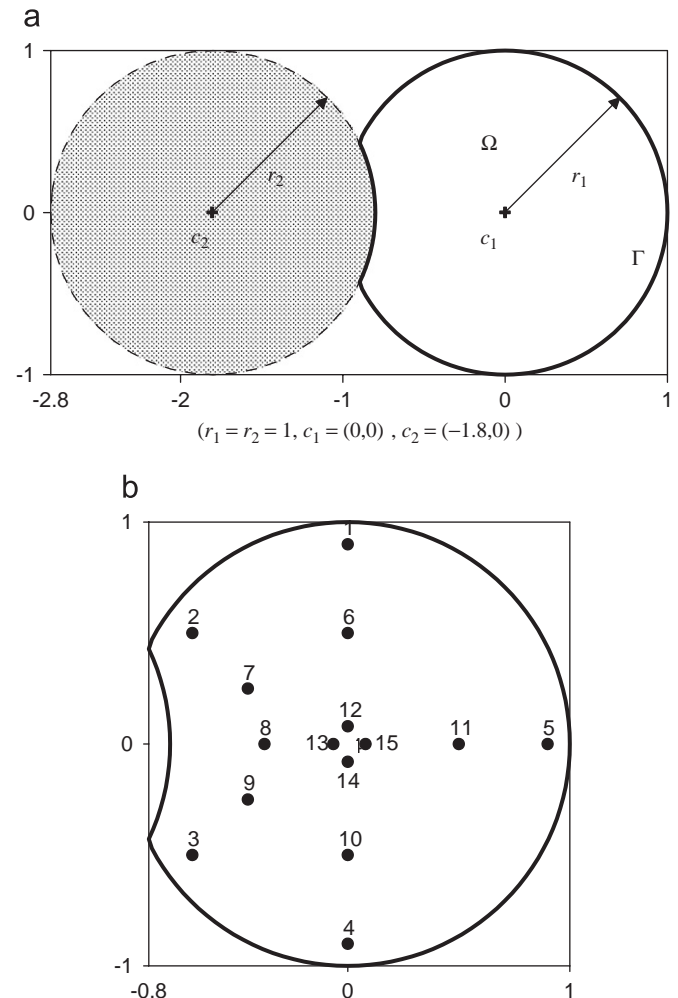 a
1
Ω
r2
r1
0
c2
c1
Γ
-1
-2.8 -2 -1 0 1
(r1 = r2 = 1, c1 = (0,0) , c2 = (−1.8,0) )
b
1
1
2 6
7
12
0 8 13 1 15 11 5
14
9
3 10
4
-1
-0.8 0 1